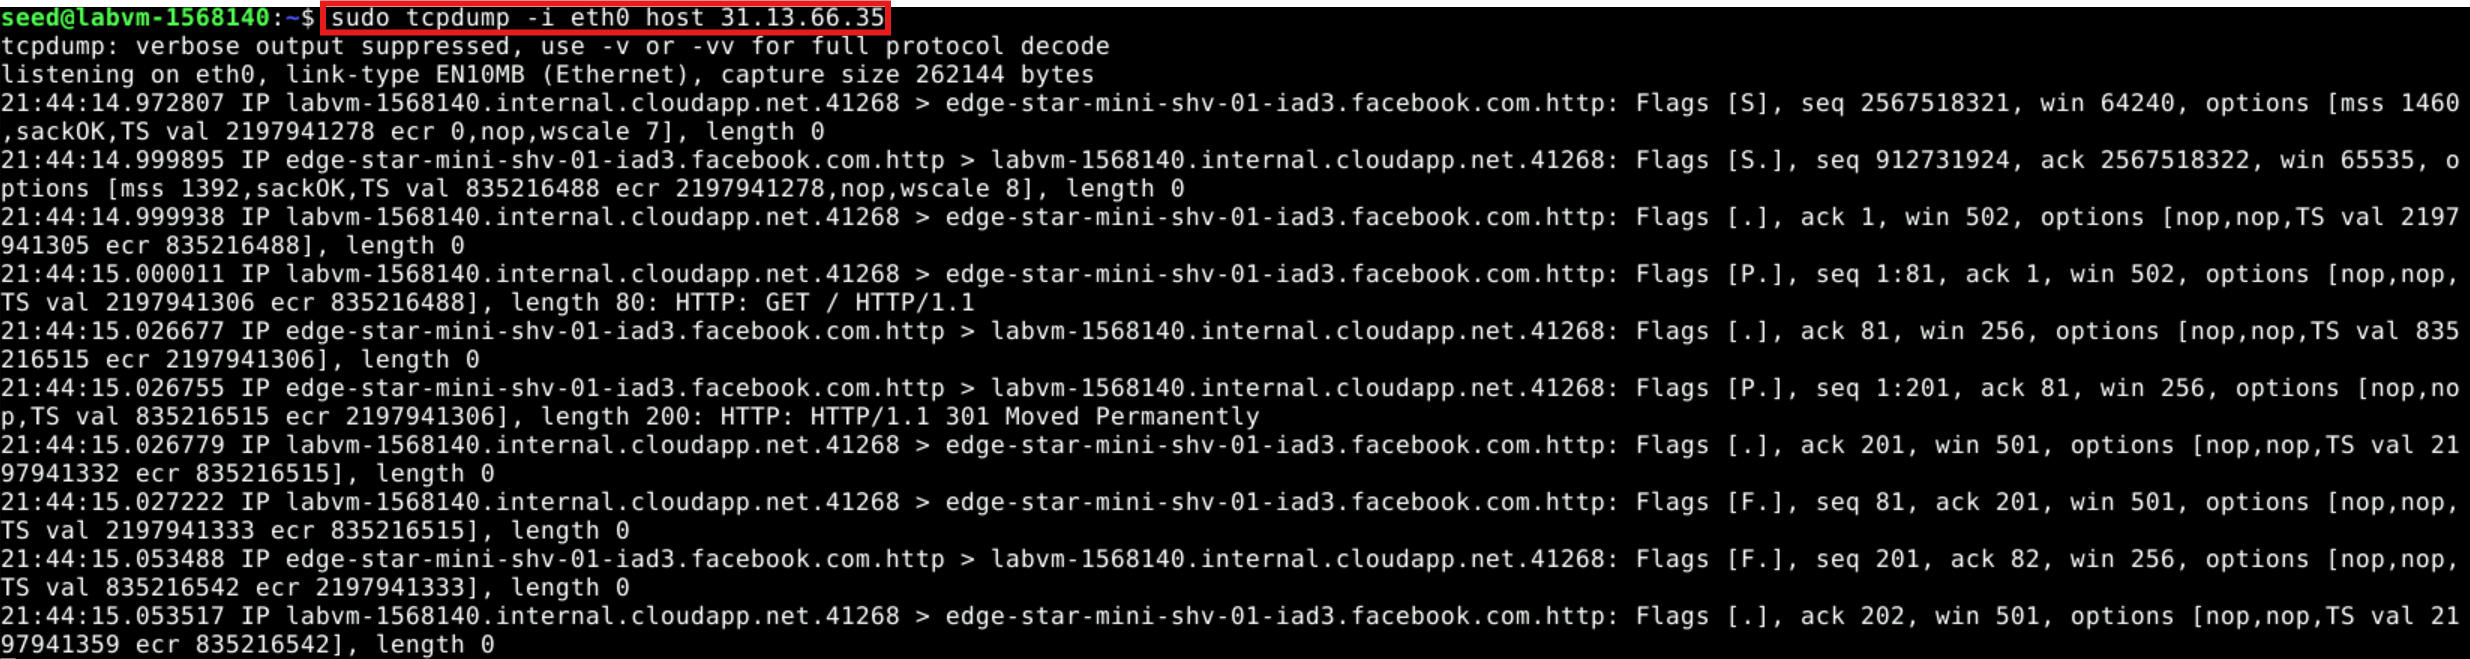 seed@labvm-1568140:~$ sudo tcpdump -i eth0 host 31.13.66.35
tcpdump: verbose output suppressed, use -v or -vv for full protocol decode
listening on eth0, link-type EN10MB (Ethernet), capture size 262144 bytes
21:44:14.972807 IP labvm-1568140.internal.cloudapp.net.41268 > edge-star-mini-shv-01-iad3.facebook.com.http: Flags [S], seq 2567518321, win 64240, options [mss 1460
,sackOK,TS val 2197941278 ecr 0,nop,wscale 7], length 0
21:44:14.999895 IP edge-star-mini-shv-01-iad3.facebook.com.http > labvm-1568140.internal.cloudapp.net.41268: Flags [S.], seq 912731924, ack 2567518322, win 65535, o
ptions [mss 1392,sackOK,TS val 835216488 ecr 2197941278,nop,wscale 8], length 0
21:44:14.999938 IP labvm-1568140.internal.cloudapp.net.41268 > edge-star-mini-shv-01-iad3.facebook.com.http: Flags [.], ack 1, win 502, options [nop,nop,TS val 2197
941305 ecr 835216488], length 0
21:44:15.000011 IP labvm-1568140.internal.cloudapp.net.41268 > edge-star-mini-shv-01-iad3.facebook.com.http: Flags [P.], seq 1:81, ack 1, win 502, options [nop,nop,
TS val 2197941306 ecr 835216488], length 80: HTTP: GET / HTTP/1.1
21:44:15.026677 IP edge-star-mini-shv-01-iad3.facebook.com.http > labvm-1568140.internal.cloudapp.net.41268: Flags [.], ack 81, win 256, options [nop,nop,TS val 835
216515 ecr 2197941306], length 0
21:44:15.026755 IP edge-star-mini-shv-01-iad3.facebook.com.http > labvm-1568140.internal.cloudapp.net.41268: Flags [P.], seq 1:201, ack 81, win 256, options [nop,no
p,TS val 835216515 ecr 2197941306], length 200: HTTP: HTTP/1.1 301 Moved Permanently
21:44:15.026779 IP labvm-1568140.internal.cloudapp.net.41268 > edge-star-mini-shv-01-iad3.facebook.com.http: Flags [.], ack 201, win 501, options [nop,nop,TS val 21
97941332 ecr 835216515], length 0
21:44:15.027222 IP labvm-1568140.internal.cloudapp.net.41268 > edge-star-mini-shv-01-iad3.facebook.com.http: Flags [F.], seq 81, ack 201, win 501, options [nop,nop,
TS val 2197941333 ecr 835216515], length 0
21:44:15.053488 IP edge-star-mini-shv-01-iad3.facebook.com.http > labvm-1568140.internal.cloudapp.net.41268: Flags [F.], seq 201, ack 82, win 256, options [nop,nop,
TS val 835216542 ecr 2197941333], length 0
21:44:15.053517 IP labvm-1568140.internal.cloudapp.net.41268 > edge-star-mini-shv-01-iad3.facebook.com.http: Flags [.], ack 202, win 501, options [nop,nop,TS val 21
97941359 ecr 835216542], length 0